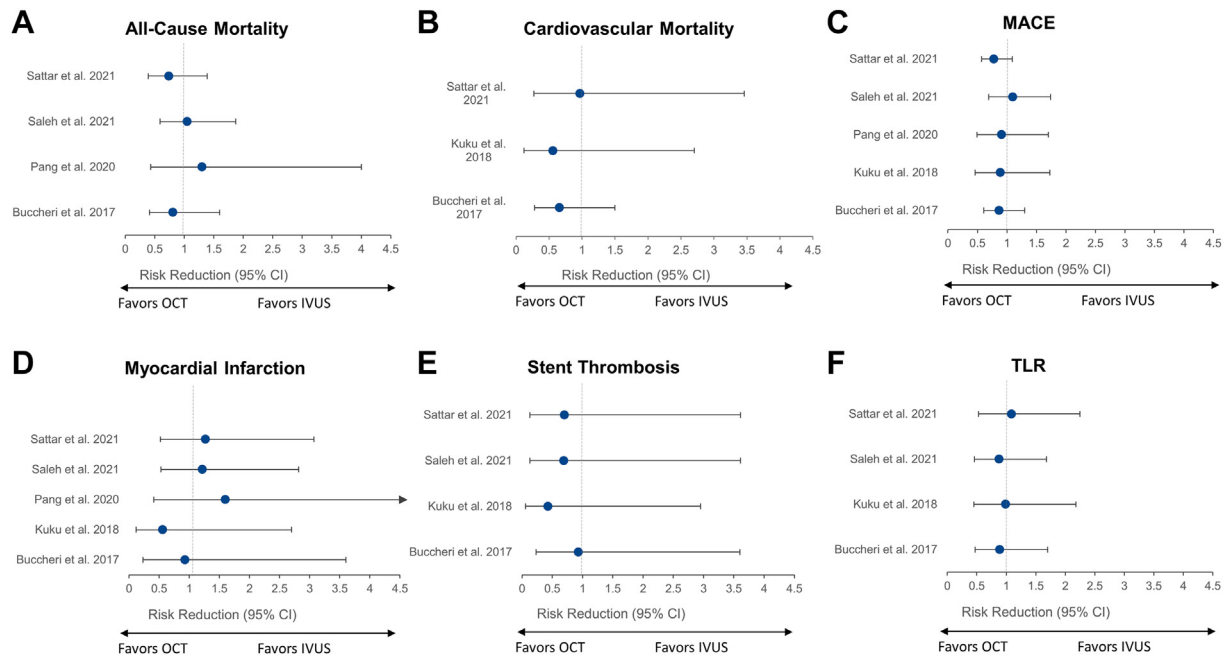 A
All-Cause Mortality
Sattar et al. 2021
Saleh et al. 2021
Pang et al. 2020
Buccheri et al. 2017
0 0.5 1 1.5 2 2.5 3 3.5 4 4.5
Risk Reduction (95% CI)
Favors OCT Favors IVUS
B
Cardiovascular Mortality
Sattar et al.
2021
Kuku et al.
2018
Buccheri et al.
2017
0 0.5 1 1.5 2 2.5 3 3.5 4 4.5
Risk Reduction (95% CI)
Favors OCT Favors IVUS
C
MACE
Sattar et al. 2021
Saleh et al. 2021
Pang et al. 2020
Kuku et al. 2018
Buccheri et al. 2017
0 0.5 1 1.5 2 2.5 3 3.5 4 4.5
Risk Reduction (95% CI)
Favors OCT Favors IVUS
D
Myocardial Infarction
Sattar et al. 2021
Saleh et al. 2021
Pang et al. 2020
Kuku et al. 2018
Buccheri et al. 2017
0 0.5 1 1.5 2 2.5 3 3.5 4 4.5
Risk Reduction (95% CI)
Favors OCT Favors IVUS
E
Stent Thrombosis
Sattar et al. 2021
Saleh et al. 2021
Kuku et al. 2018
Buccheri et al. 2017
0 0.5 1 1.5 2 2.5 3 3.5 4 4.5
Risk Reduction (95% CI)
Favors OCT Favors IVUS
F
TLR
Sattar et al. 2021
Saleh et al. 2021
Kuku et al. 2018
Buccheri et al. 2017
0 0.5 1 1.5 2 2.5 3 3.5 4 4.5
Risk Reduction (95% CI)
Favors OCT Favors IVUS